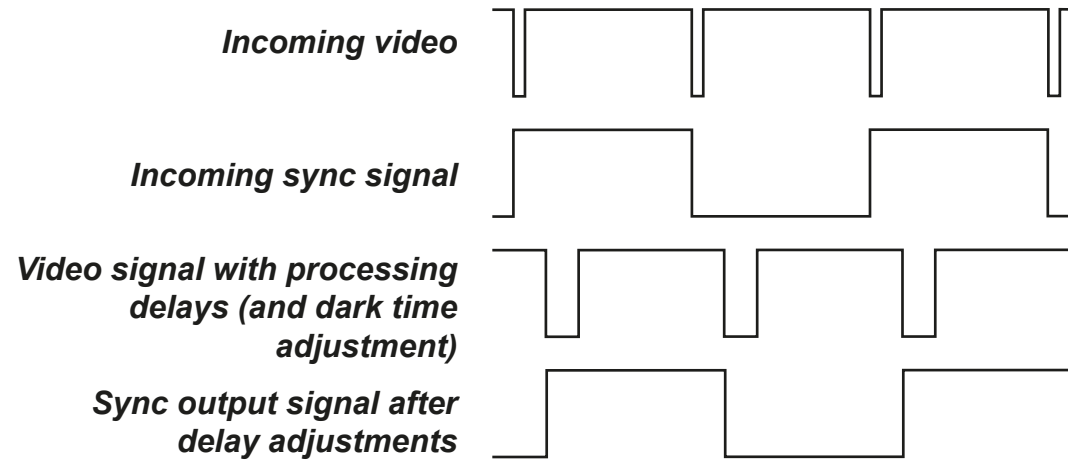 Incoming video
Incoming sync signal
Video signal with processing
delays (and dark time
adjustment)
Sync output signal after
delay adjustments